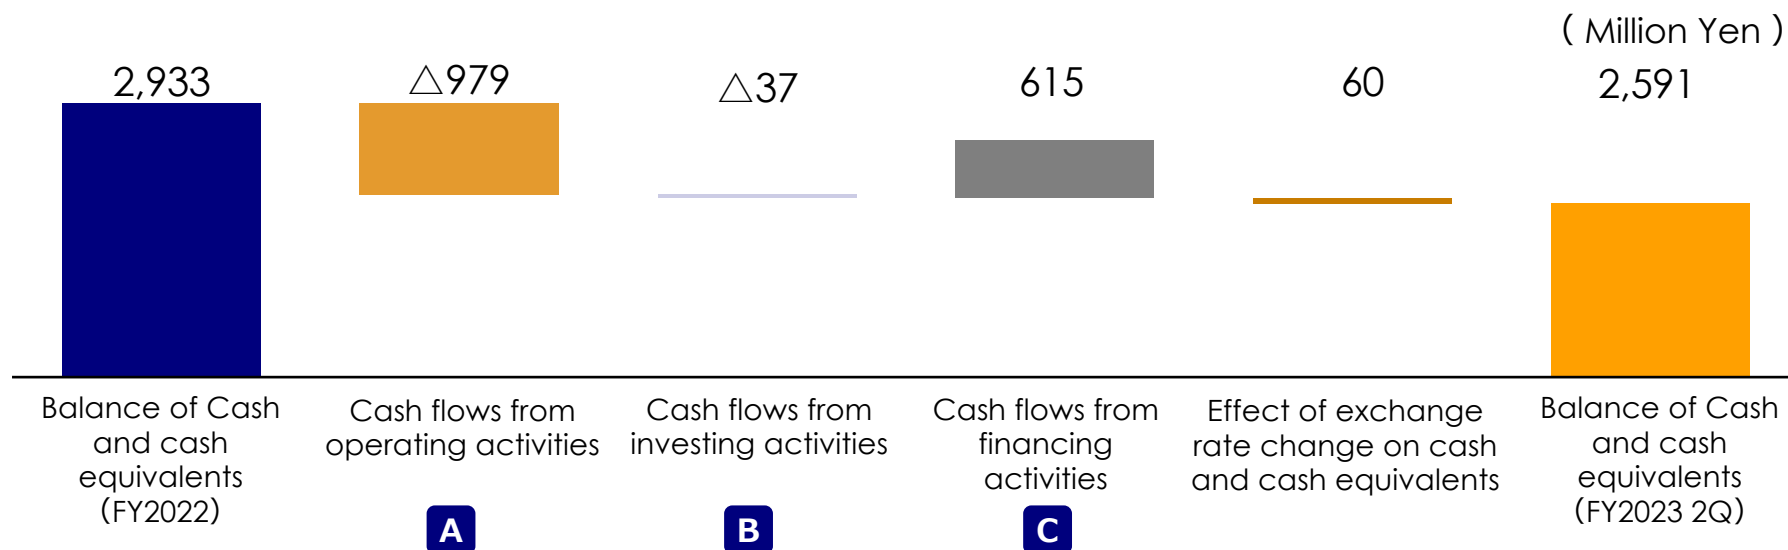 ( Million Yen )
2,933
△979
△37
615
60
2,591
Balance of Cash
and cash
equivalents
(FY2022)
Cash flows from
operating activities
A
Cash flows from
investing activities
B
Cash flows from
financing
activities
C
Effect of exchange
rate change on cash
and cash equivalents
Balance of Cash
and cash
equivalents
(FY2023 2Q)